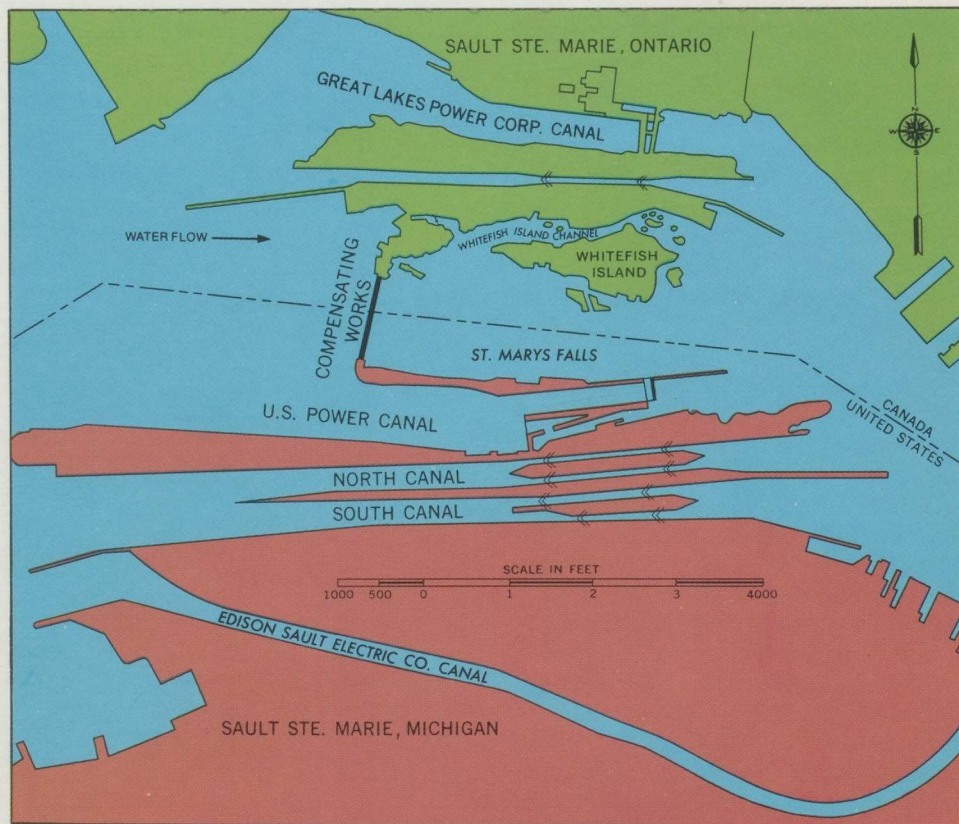 SAULT STE. MARIE, ONTARIO
GREAT LAKES POWER CORP. CANAL
N
W E
S
WATER FLOW
WHITEFISH ISLAND CHANNEL
WHITEFISH
ISLAND
COMPENSATING
WORKS
ST. MARYS FALLS
U.S. POWER CANAL
CANADA
UNITED STATES
NORTH CANAL
SOUTH CANAL
SCALE IN FEET
1000 500 0 1 2 3 4000
EDISON SAULT ELECTRIC CO. CANAL
SAULT STE. MARIE, MICHIGAN